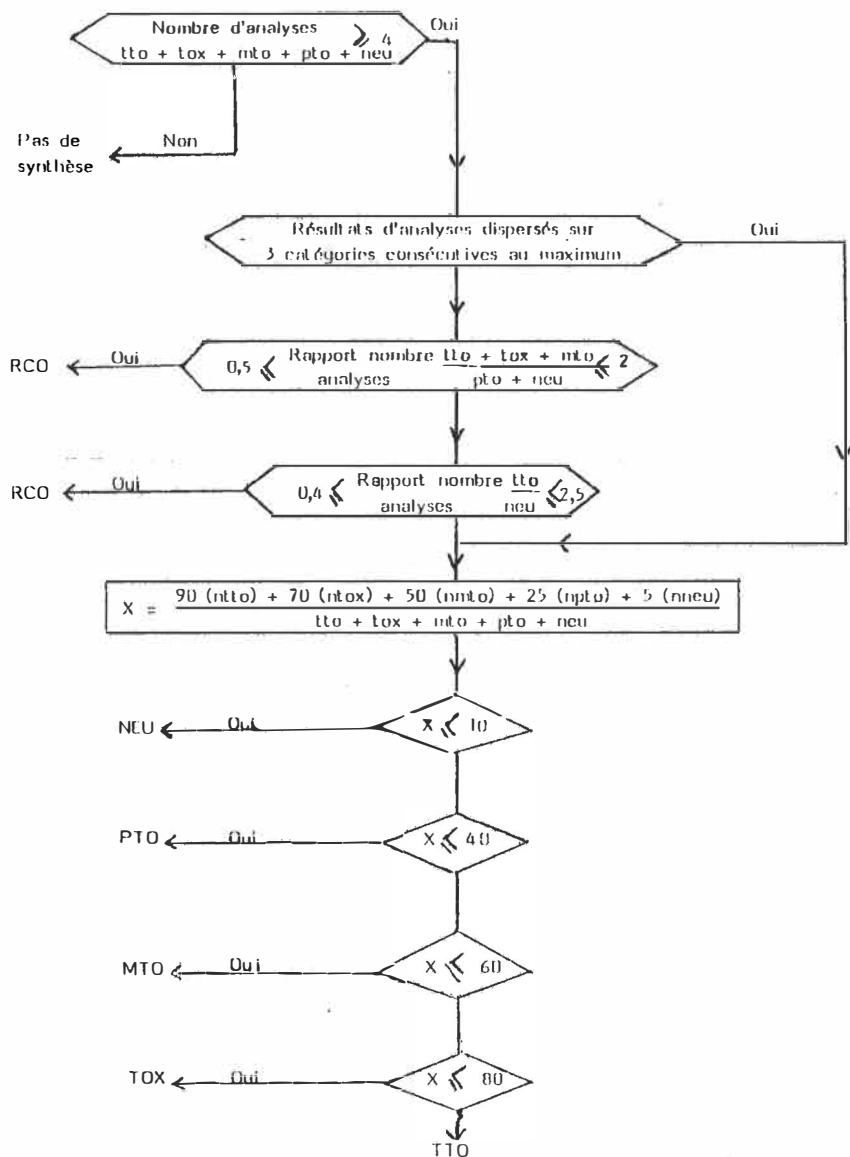 Nombre d'analyses ⩾ 4 Oui
tto + tox + mto + pto + neu
Pas de Non
synthèse
Résultats d'analyses dispersés sur Oui
3 catégories consécutives au maximum
RCO Oui 0,5 ⩽ Rapport nombre tto + tox + mto ⩽ 2
analyses pto + neu
RCO Oui 0,4 ⩽ Rapport nombre tto ⩽ 2,5
analyses neu
X = 90 (ntto) + 70 (ntox) + 50 (nmto) + 25 (npto) + 5 (nneu)
tto + tox + mto + pto + neu
NEU Oui X ⩽ 10
PTO Oui X ⩽ 40
MTO Oui X ⩽ 60
TOX Oui X ⩽ 80
TTO